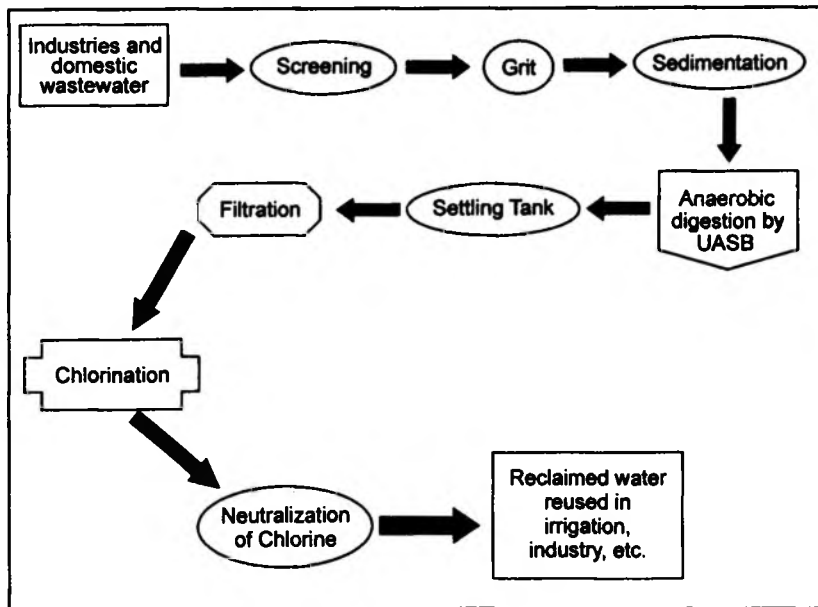 Industries and
domestic
wastewater
Screening
Grit
Sedimentation
Anaerobic
digestion by
UASB
Settling Tank
Filtration
Chlorination
Neutralization
of Chlorine
Reclaimed water
reused in
irrigation,
industry, etc.